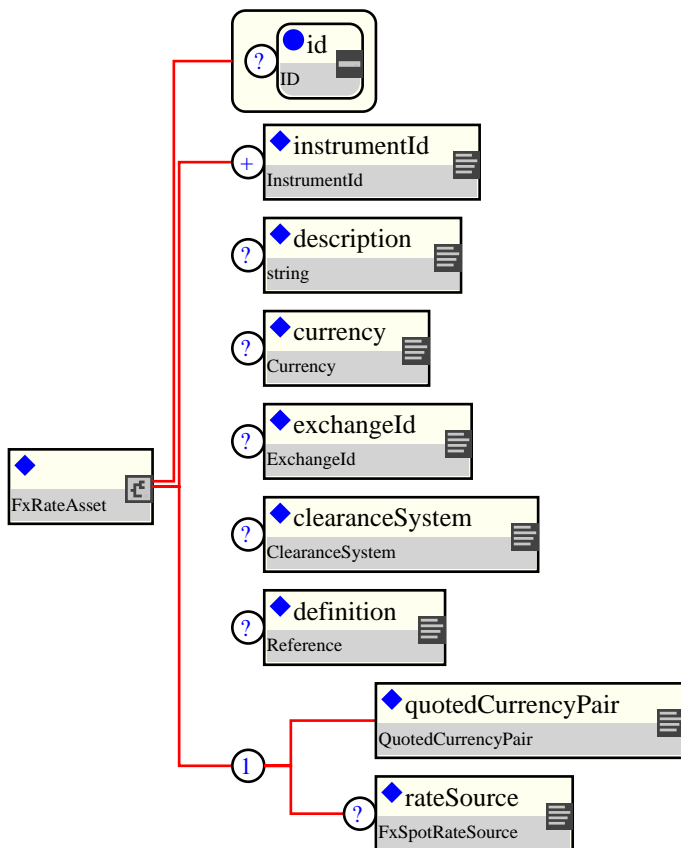 ?
id
ID
+
instrumentId
InstrumentId
?
description
string
?
currency
Currency
?
exchangeId
ExchangeId
FxRateAsset
?
clearanceSystem
ClearanceSystem
?
definition
Reference
quotedCurrencyPair
QuotedCurrencyPair
1
?
rateSource
FxSpotRateSource